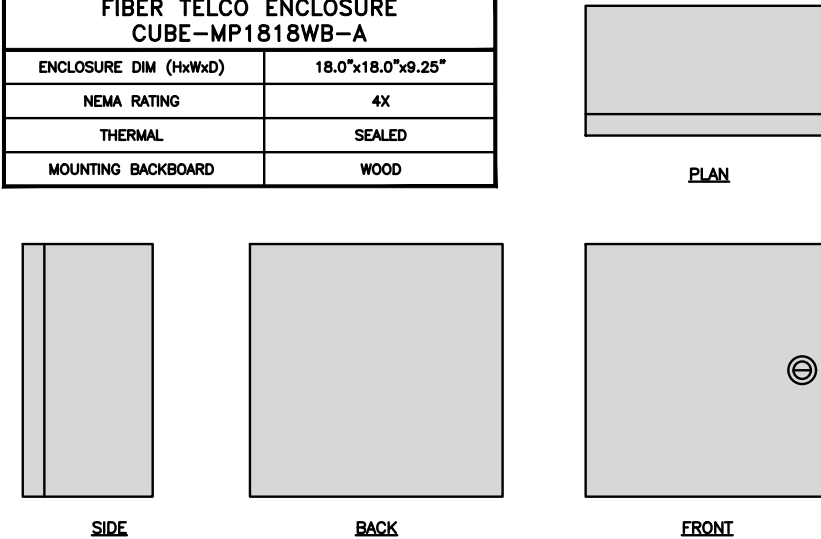 FIBER TELCO ENCLOSURE
CUBE-MP1818WB-A
ENCLOSURE DIM (HxWxD) 18.0"x18.0"x9.25"
NEMA RATING 4X
THERMAL SEALED
MOUNTING BACKBOARD WOOD
PLAN
SIDE BACK FRONT